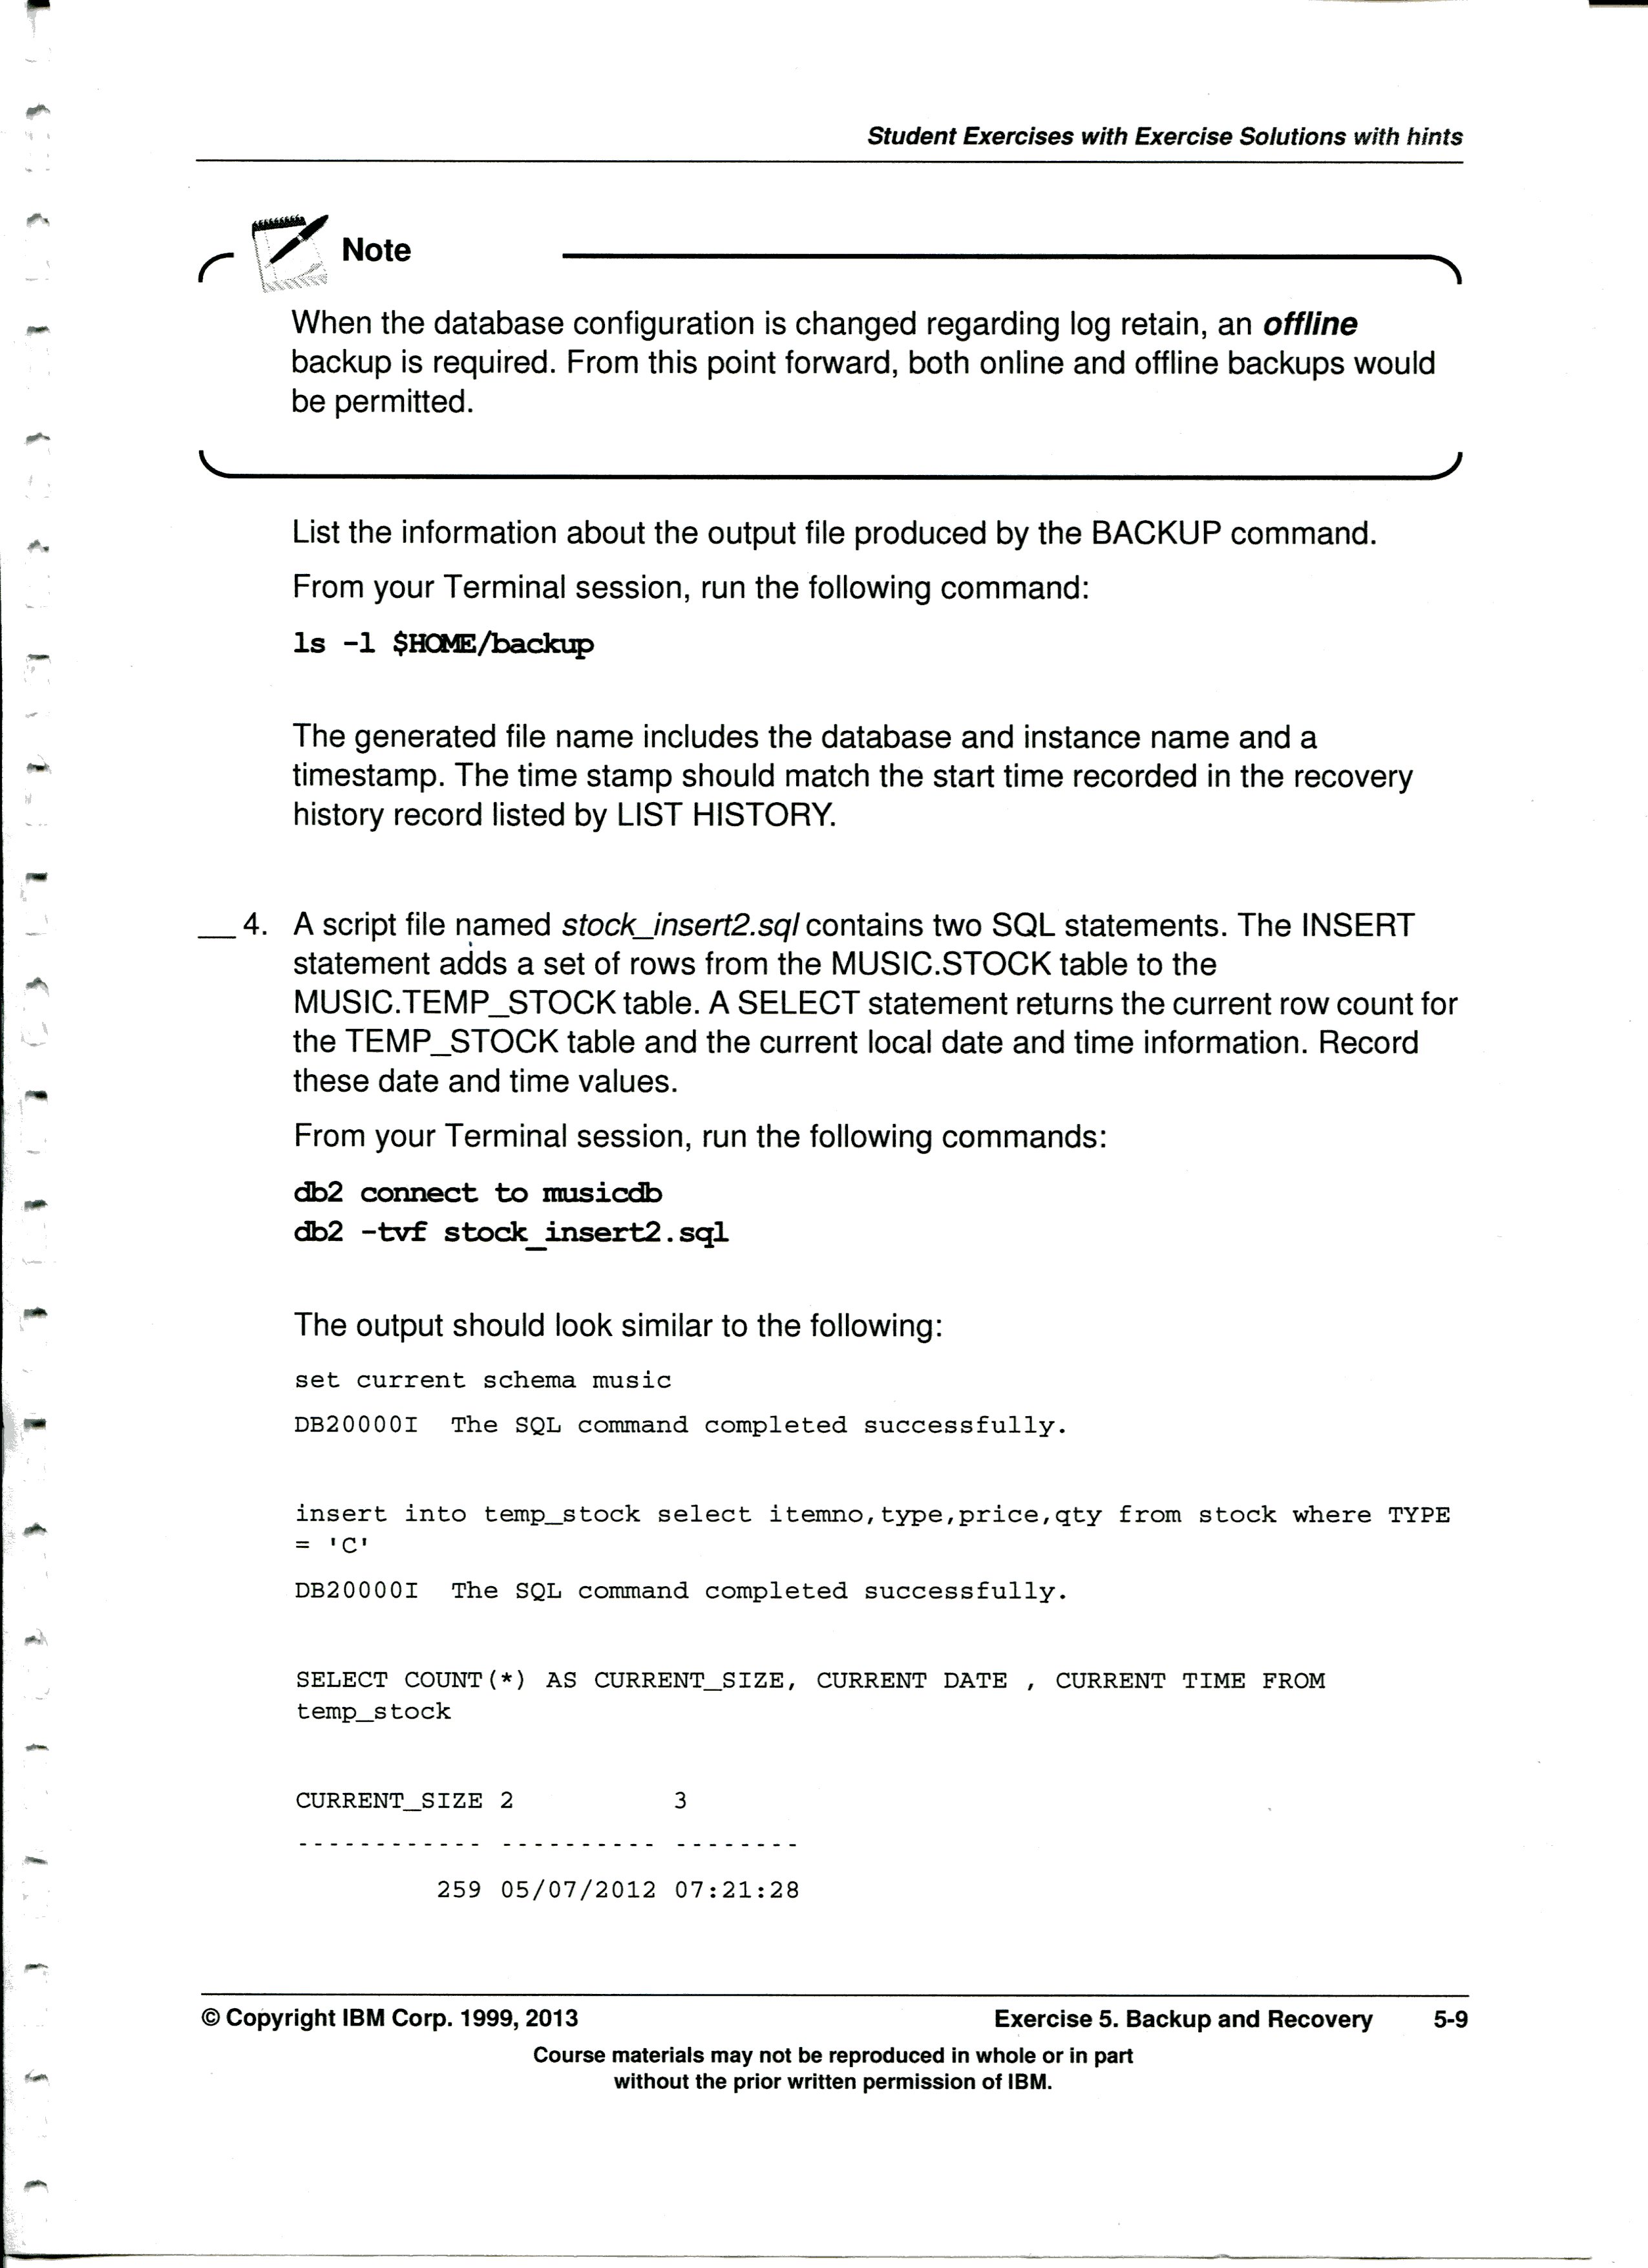 Student Exercises with Exercise Solutions with hints
Note
When the database configuration is changed regarding log retain, an offline
backup is required. From this point forward, both online and offline backups would
be permitted.
List the information about the output file produced by the BACKUP command.
From your Terminal session, run the following command:
ls -l $HOME/backup
The generated file name includes the database and instance name and a
timestamp. The time stamp should match the start time recorded in the recovery
history record listed by LIST HISTORY.
__ 4. A script file named stock_insert2.sql contains two SQL statements. The INSERT
statement adds a set of rows from the MUSIC.STOCK table to the
MUSIC.TEMP_STOCK table. A SELECT statement returns the current row count for
the TEMP_STOCK table and the current local date and time information. Record
these date and time values.
From your Terminal session, run the following commands:
db2 connect to musicdb
db2 -tvf stock_insert2.sql
The output should look similar to the following:
set current schema music
DB20000I  The SQL command completed successfully.
insert into temp_stock select itemno,type,price,qty from stock where TYPE
= 'C'
DB20000I  The SQL command completed successfully.
SELECT COUNT(*) AS CURRENT_SIZE, CURRENT DATE , CURRENT TIME FROM
temp_stock
CURRENT_SIZE 2          3
------------ ---------- --------
259 05/07/2012 07:21:28
© Copyright IBM Corp. 1999, 2013 Exercise 5. Backup and Recovery 5-9
Course materials may not be reproduced in whole or in part
without the prior written permission of IBM.